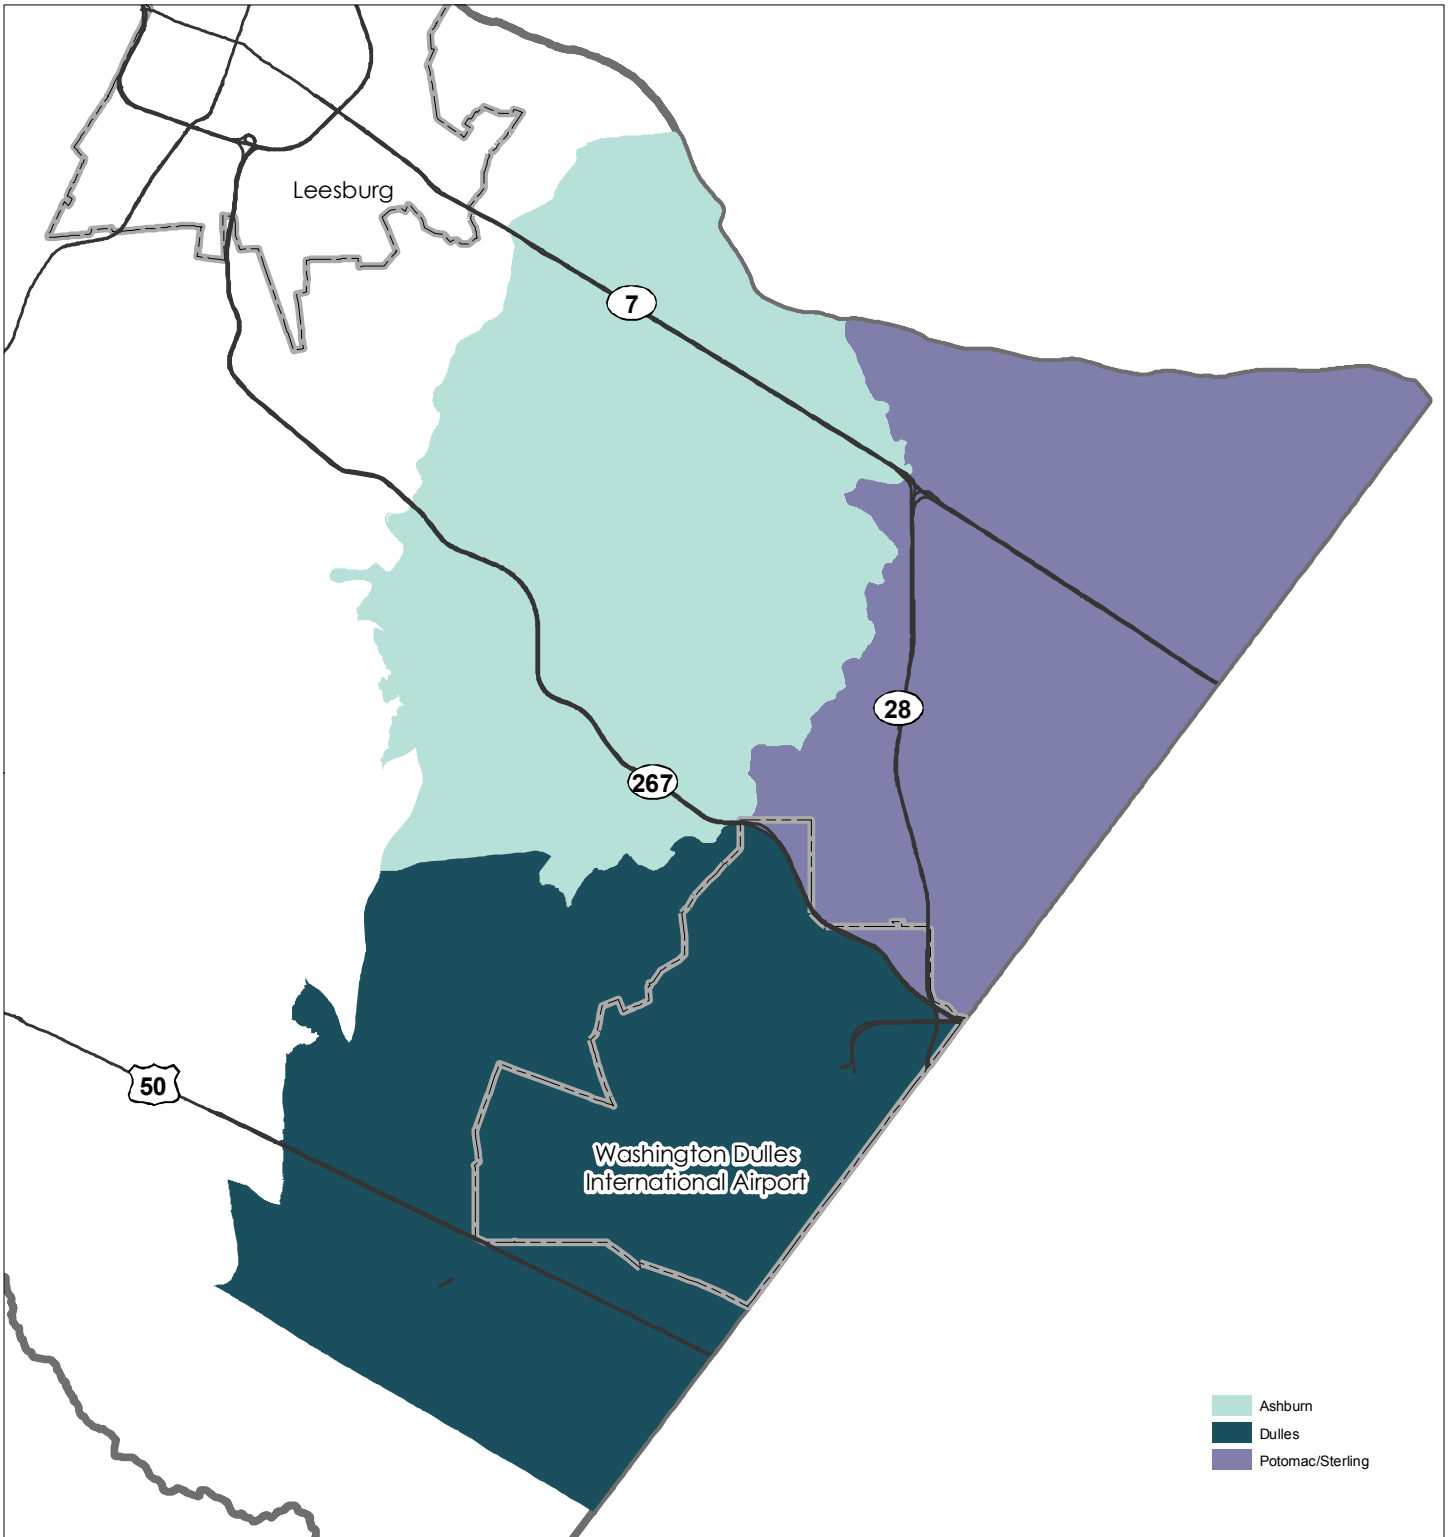 Leesburg
7
28
267
50
Washington Dulles
International Airport
Ashburn
Dulles
Potomac/Sterling